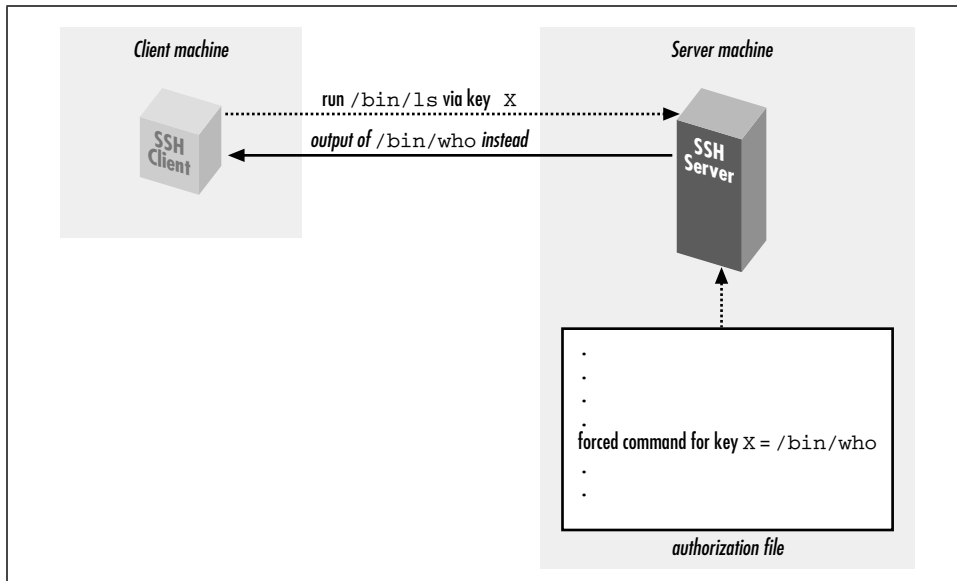 Client machine
Server machine
run /bin/ls via key X
output of /bin/who instead
SSH
Client
SSH
Server
.
.
.
.
forced command for key X = /bin/who
.
.
authorization file